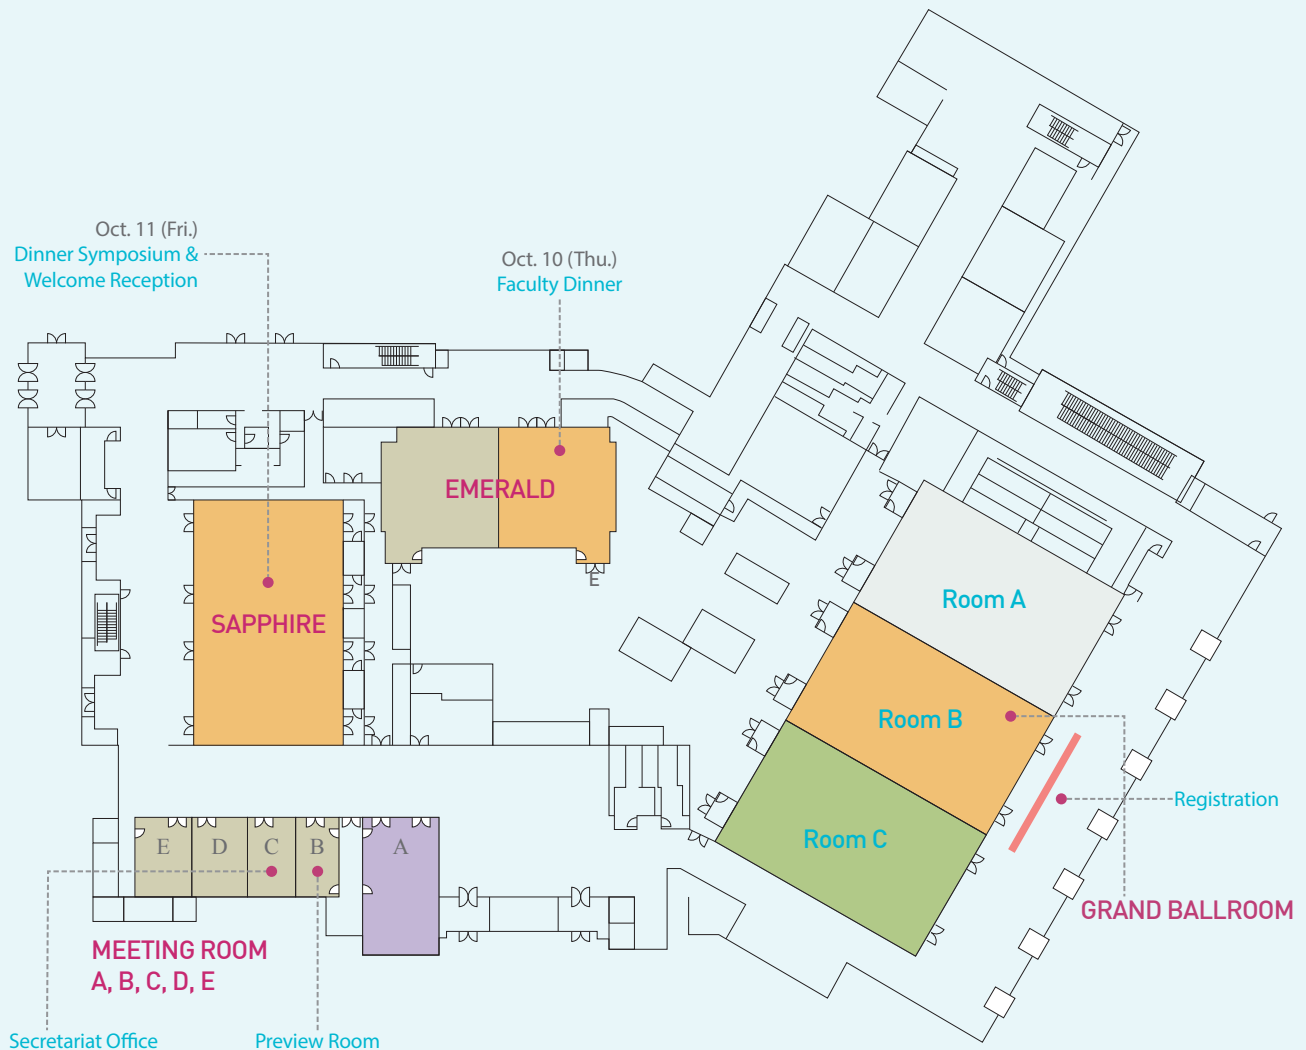 Oct. 11 (Fri.)
Dinner Symposium &
Welcome Reception
Oct. 10 (Thu.)
Faculty Dinner
EMERALD
E
SAPPHIRE
Room A
Room B
Room C
Registration
GRAND BALLROOM
E
D
C
B
A
MEETING ROOM
A, B, C, D, E
Secretariat Office
Preview Room